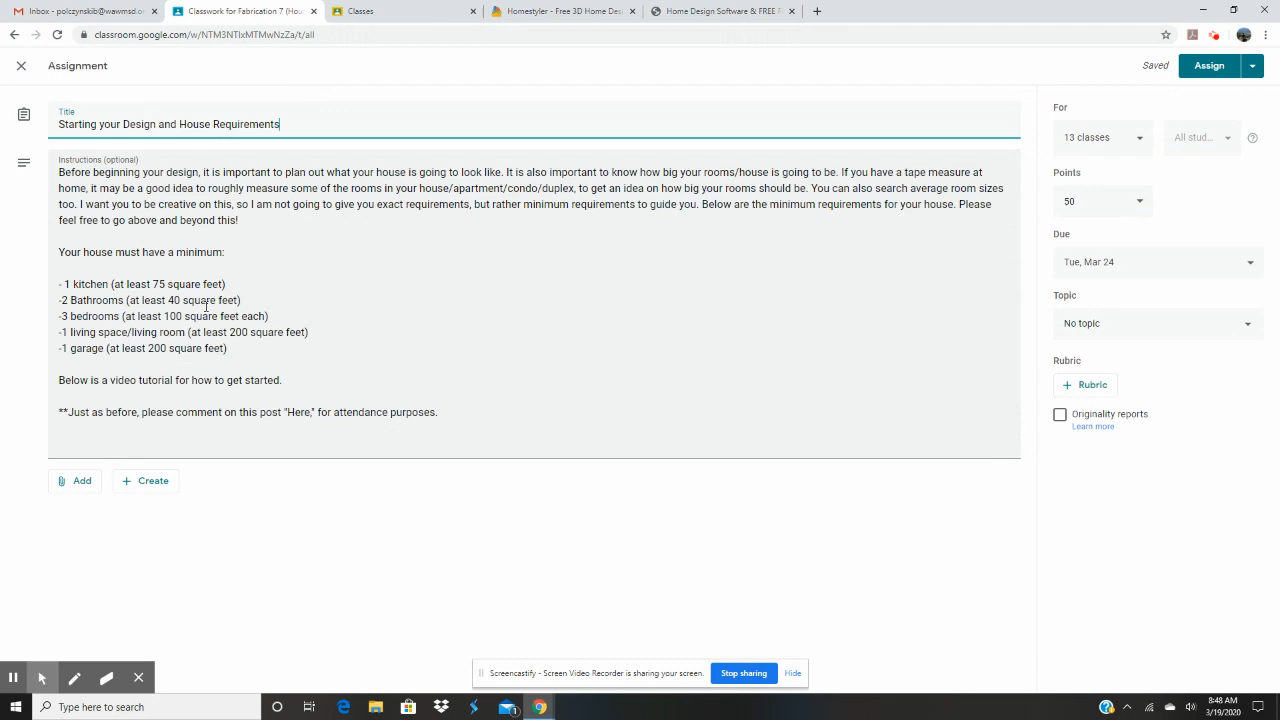 Inbox - polczynskib@wawmsd.or
Classwork for Fabrication 7 (Hou
Classes
Homestyler - Free 3D Home Des
Home Design Software & FREE F
classroom.google.com/w/NTM3NTIxMTMwNzZa/t/all
Assignment
Saved
Assign
Title
Starting your Design and House Requirements
Instructions (optional)
Before beginning your design, it is important to plan out what your house is going to look like. It is also important to know how big your rooms/house is going to be. If you have a tape measure at
home, it may be a good idea to roughly measure some of the rooms in your house/apartment/condo/duplex, to get an idea on how big your rooms should be. You can also search average room sizes
too. I want you to be creative on this, so I am not going to give you exact requirements, but rather minimum requirements to guide you. Below are the minimum requirements for your house. Please
feel free to go above and beyond this!
Your house must have a minimum:
- 1 kitchen (at least 75 square feet)
-2 Bathrooms (at least 40 square feet)
-3 bedrooms (at least 100 square feet each)
-1 living space/living room (at least 200 square feet)
-1 garage (at least 200 square feet)
Below is a video tutorial for how to get started.
**Just as before, please comment on this post "Here," for attendance purposes.
Add
Create
For
13 classes
All stud...
Points
50
Due
Tue, Mar 24
Topic
No topic
Rubric
Rubric
Originality reports
Learn more
Screencastify - Screen Video Recorder is sharing your screen.
Stop sharing
Hide
Type here to search
8:48 AM
3/19/2020